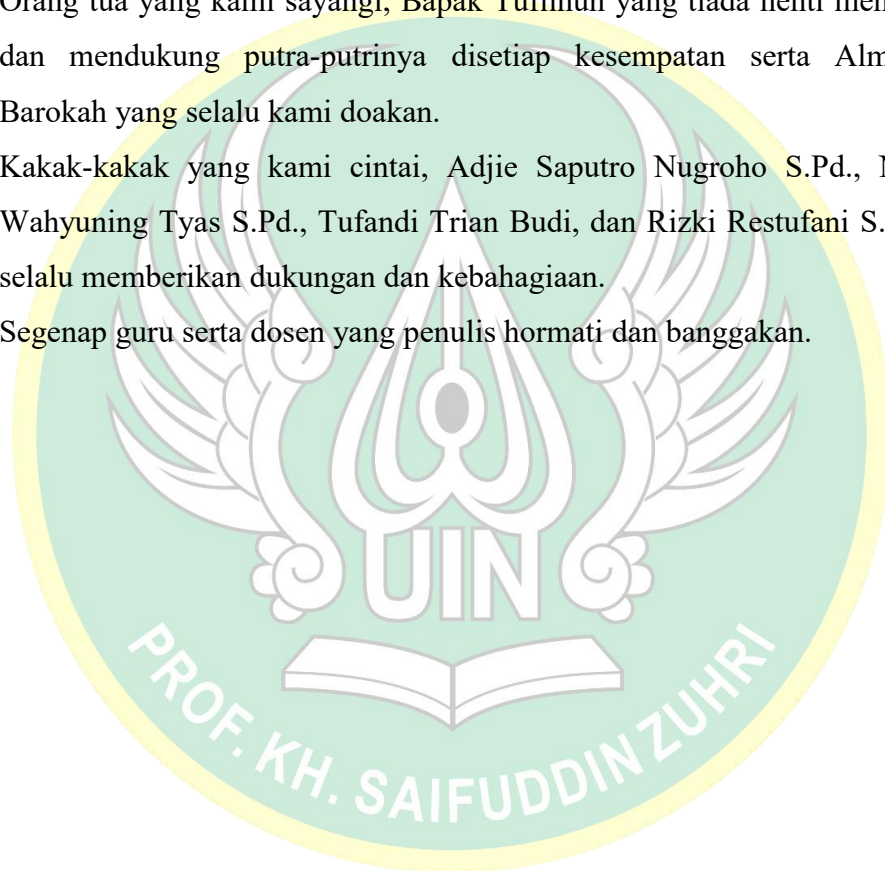 Orang tua yang kami sayangi, Bapak yang tiada henti
dan mendukung putra-putrinya disetiap kesempatan serta
Barokah yang selalu kami doakan.
Kakak-kakak yang kami cintai, Adjie Saputro Nugroho S.Pd.,
Wahyuning Tyas S.Pd., Tufandi Trian Budi, dan Rizki Restufani
selalu memberikan dukungan dan kebahagiaan.
Segenap guru serta dosen yang penulis hormati dan banggakan.
UIN
PROF. KH. SAIFUDDIN ZUHRI